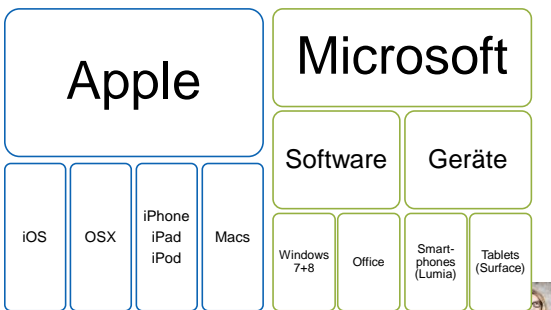 Apple
iOS
OSX
iPhone
iPad
iPod
Macs
Microsoft
Software
Geräte
Windows
7+8
Office
Smart-
phones
(Lumia)
Tablets
(Surface)